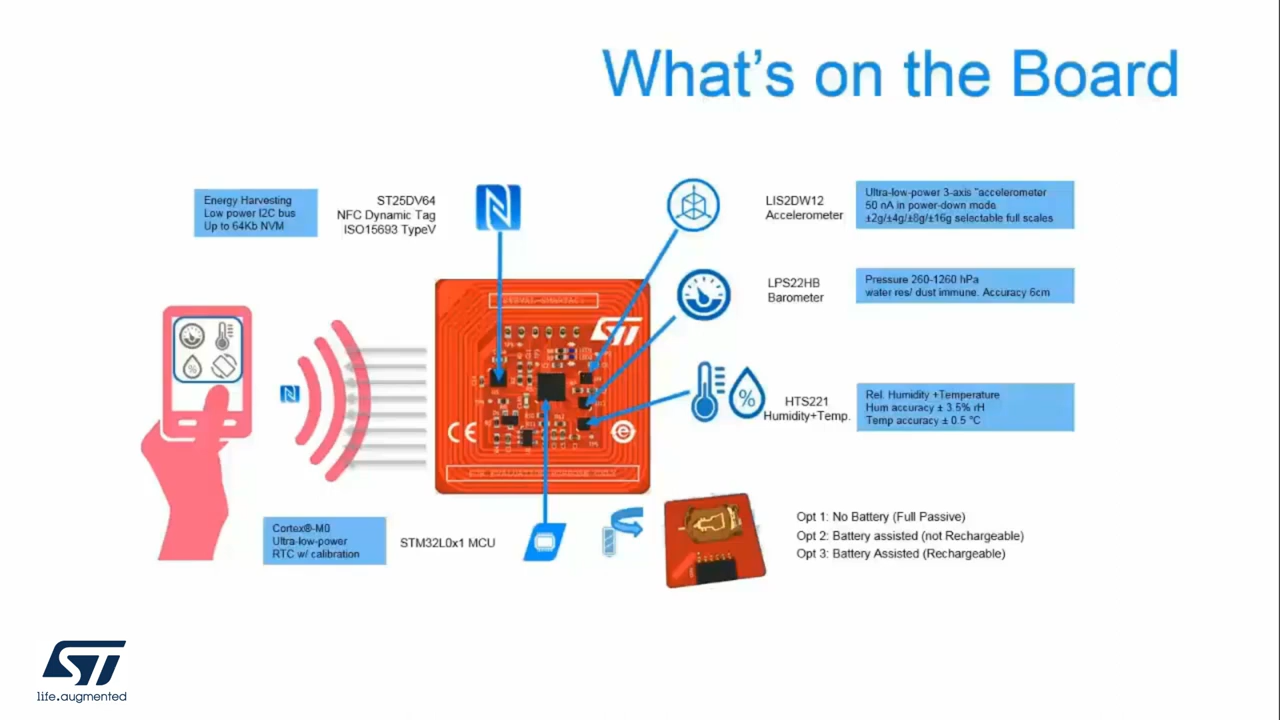 What's on the Board
Energy Harvesting
Low power I2C bus
Up to 64Kb NVM
ST25DV64
NFC Dynamic Tag
ISO15693 TypeV
LIS2DW12
Accelerometer
Ultra-low-power 3-axis "accelerometer
50 nA in power-down mode
±2g/±4g/±8g/±16g selectable full scales
LPS22HB
Barometer
Pressure 260-1260 hPa
water res/ dust immune. Accuracy 6cm
ST
%
%
HTS221
Humidity+Temp.
Rel. Humidity +Temperature
Hum accuracy ± 3.5% rH
Temp accuracy ± 0.5 °C
CE
Cortex®-M0
Ultra-low-power
RTC w/ calibration
STM32L0x1 MCU
Opt 1: No Battery (Full Passive)
Opt 2: Battery assisted (not Rechargeable)
Opt 3: Battery Assisted (Rechargeable)
ST
life.augmented